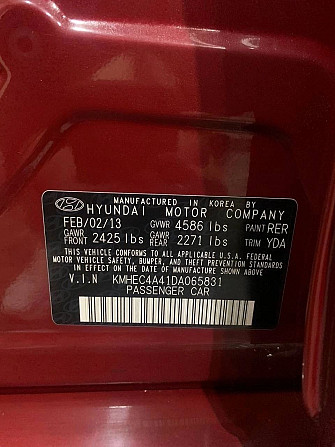 MANUFACTURED IN KOREA BY
HYUNDAI MOTOR COMPANY
FEB/02/13 GVWR 4586 lbs PAINT RER
GAWR FRONT 2425 lbs GAWR REAR 2271 lbs TRIM YDA
THIS VEHICLE CONFORMS TO ALL APPLICABLE U.S.A. FEDERAL
MOTOR VEHICLE SAFETY, BUMPER, AND THEFT PREVENTION
STANDARDS IN EFFECT ON THE DATE OF MANUFACTURE SHOWN ABOVE.
V.I.N KMHEC4A41DA065831
PASSENGER CAR